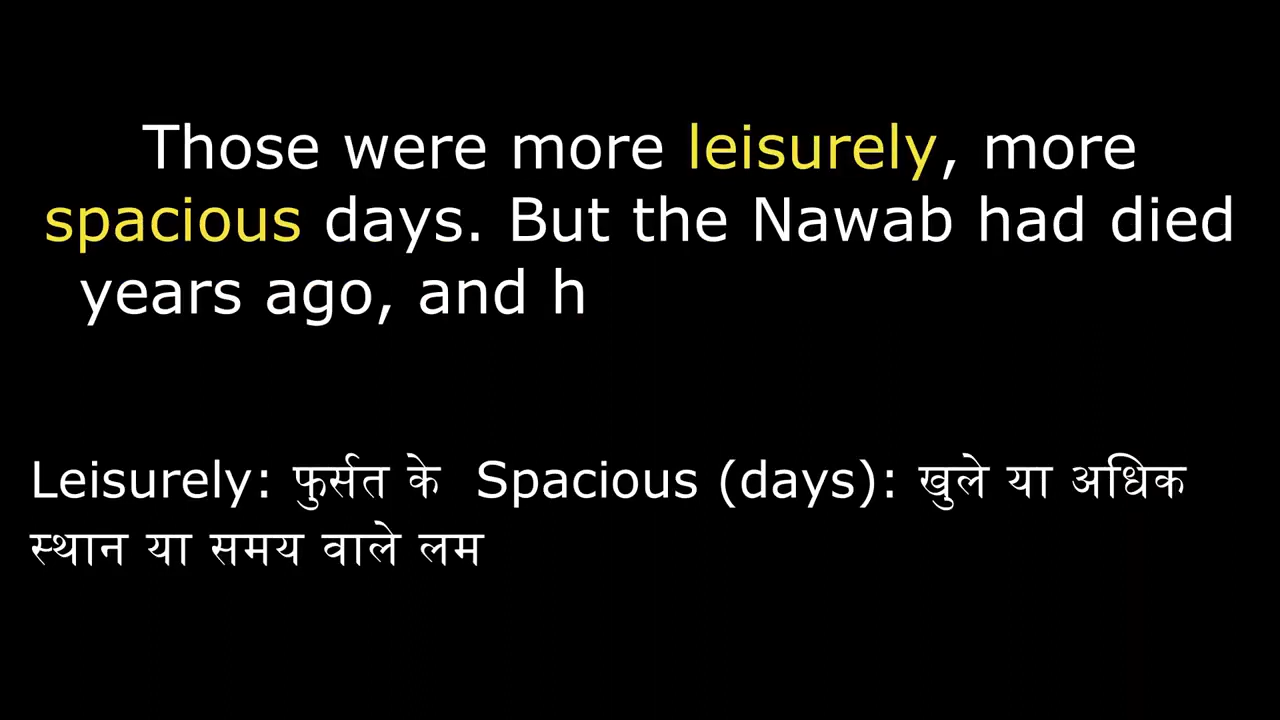 Those were more leisurely, more
spacious days. But the Nawab had died
years ago, and h
Leisurely: फुर्सत के  Spacious (days): खुले या अधिक
स्थान या समय वाले लम